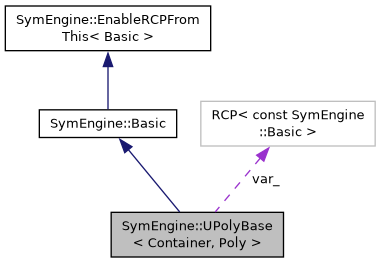 SymEngine::EnableRCPFrom
This< Basic >
SymEngine::Basic
RCP< const SymEngine
::Basic >
var_
SymEngine::UPolyBase
< Container, Poly >